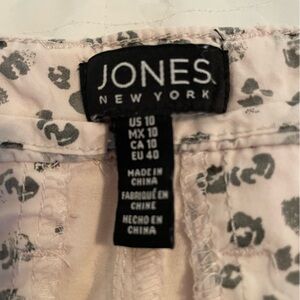 JONES
NEW YORK
US 10
MX 10
CA 10
EU 40
MADE IN
CHINA
FABRIQUÉ EN
CHINE
HECHO EN
CHINA